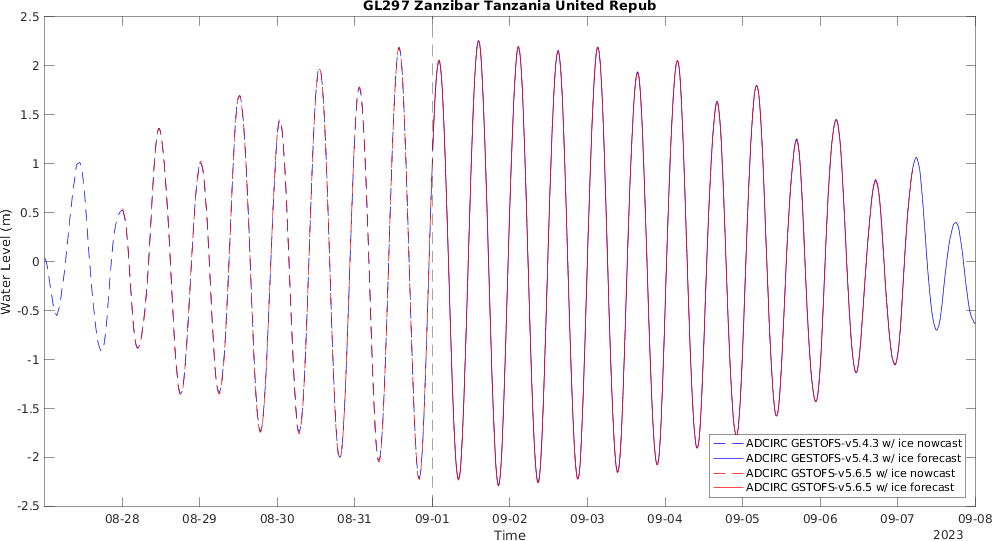 GL297 Zanzibar Tanzania United Repub
2.5
2
1.5
1
0.5
0
-0.5
-1
-1.5
-2
-2.5
Water Level (m)
ADCIRC GESTOFS-v5.4.3 w/ ice nowcast
ADCIRC GESTOFS-v5.4.3 w/ ice forecast
ADCIRC GSTOFS-v5.6.5 w/ ice nowcast
ADCIRC GSTOFS-v5.6.5 w/ ice forecast
08-28 08-29 08-30 08-31 09-01 09-02 09-03 09-04 09-05 09-06 09-07 09-08
Time
2023